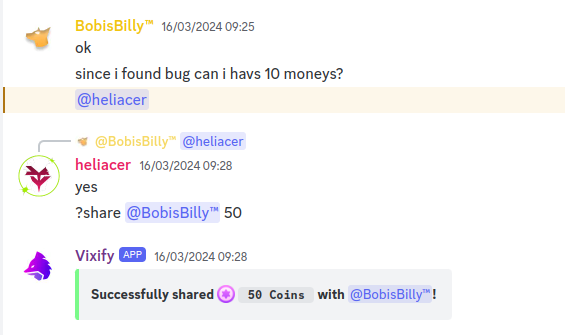 BobisBilly™ 16/03/2024 09:25
ok
since i found bug can i havs 10 moneys?
@heliacer
@BobisBilly™ @heliacer
heliacer 16/03/2024 09:28
yes
?share @BobisBilly™ 50
Vixify APP 16/03/2024 09:28
Successfully shared 50 Coins with @BobisBilly™!